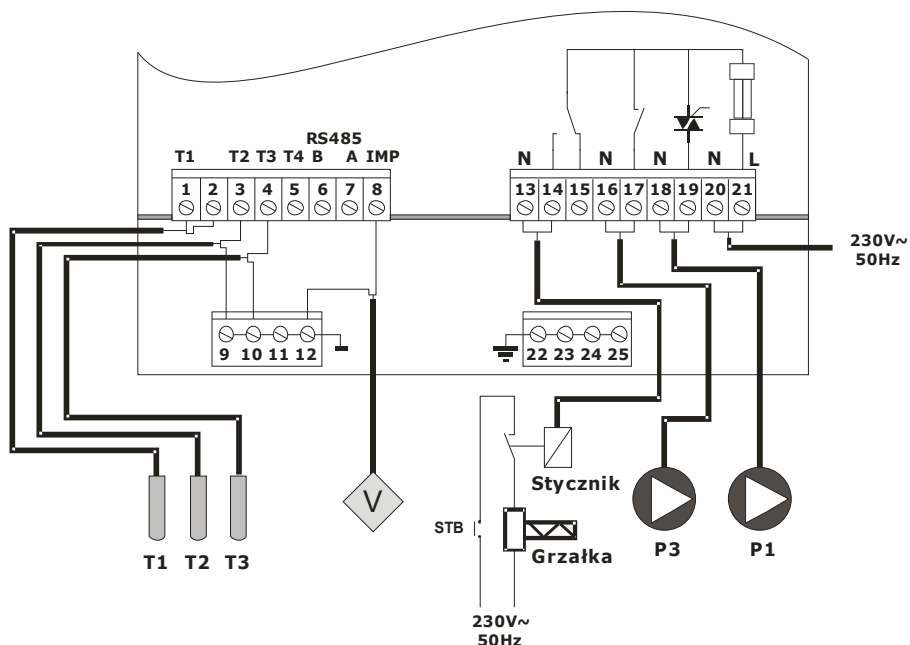 RS485
T1 T2 T3 T4 B A IMP
N N N N L
1 2 3 4 5 6 7 8
13 14 15 16 17 18 19 20 21
230V~
50Hz
9 10 11 12
22 23 24 25
Stycznik
V
STB
Grzałka
P3 P1
T1 T2 T3
230V~
50Hz